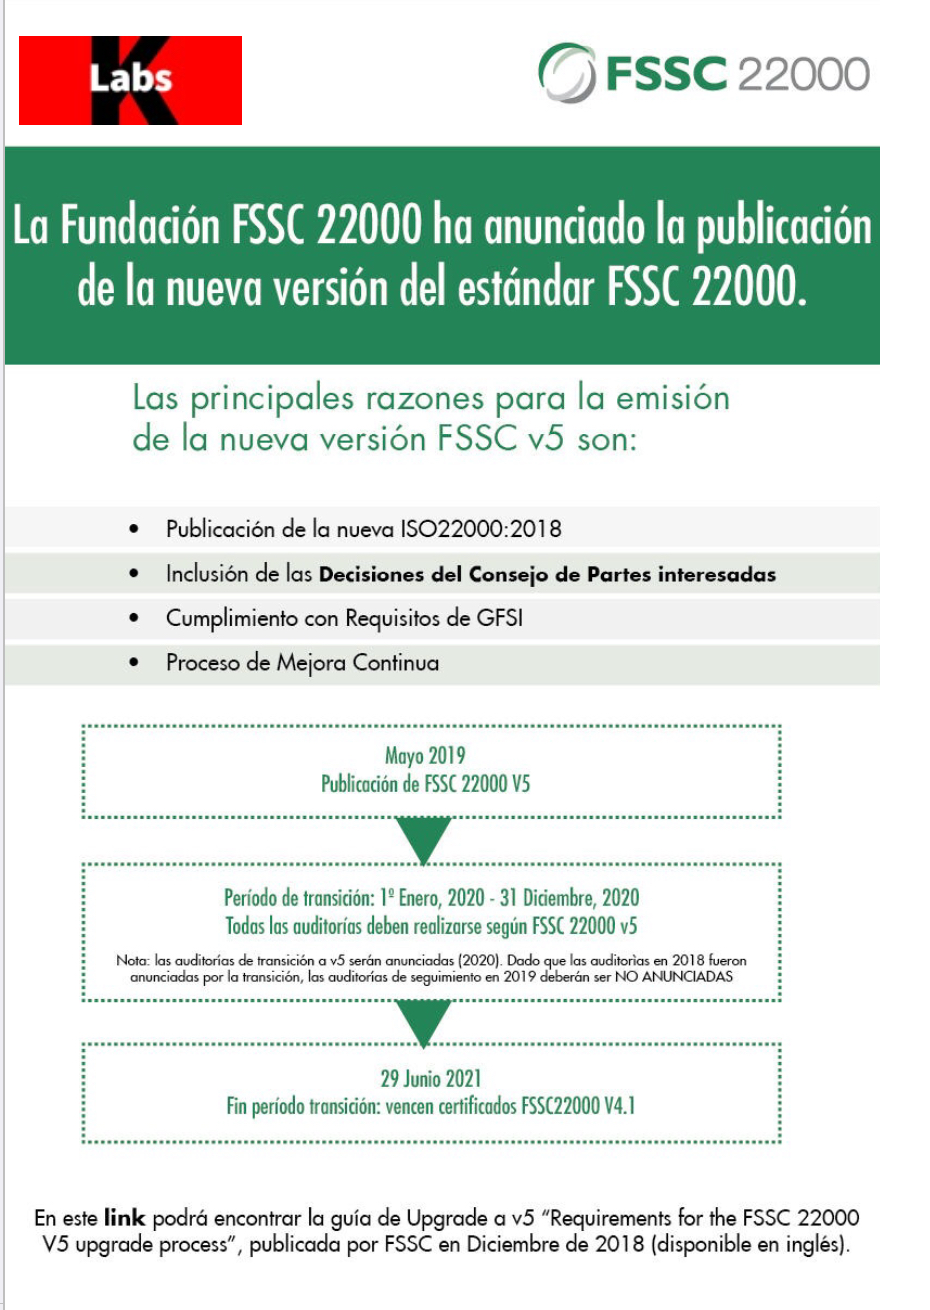 K
Labs
FSSC 22000
La Fundación FSSC 22000 ha anunciado la publicación
de la nueva versión del estándar FSSC 22000.
Las principales razones para la emisión
de la nueva versión FSSC v5 son:
• Publicación de la nueva ISO22000:2018
• Inclusión de las Decisiones del Consejo de Partes interesadas
• Cumplimiento con Requisitos de GFSI
• Proceso de Mejora Continua
Mayo 2019
Publicación de FSSC 22000 V5
Período de transición: 1º Enero, 2020 - 31 Diciembre, 2020
Todas las auditorías deben realizarse según FSSC 22000 v5
Nota: las auditorías de transición a v5 serán anunciadas (2020). Dado que las auditorías en 2018 fueron
anunciadas por la transición, las auditorías de seguimiento en 2019 deberán ser NO ANUNCIADAS
29 Junio 2021
Fin período transición: vencen certificados FSSC22000 V4.1
En este link podrá encontrar la guía de Upgrade a v5 “Requirements for the FSSC 22000
V5 upgrade process”, publicada por FSSC en Diciembre de 2018 (disponible en inglés).